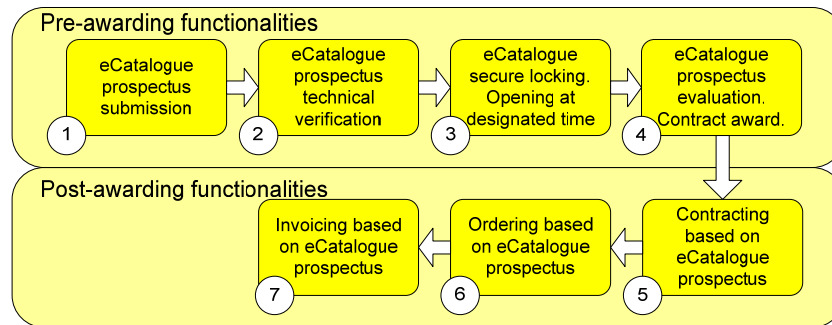 Pre-awarding functionalities
eCatalogue
prospectus
submission
1
eCatalogue
prospectus
technical
verification
2
eCatalogue
secure locking.
Opening at
designated time
3
eCatalogue
prospectus
evaluation.
Contract award.
4
Post-awarding functionalities
Contracting
based on
eCatalogue
prospectus
5
Ordering based
on eCatalogue
prospectus
6
Invoicing based
on eCatalogue
prospectus
7